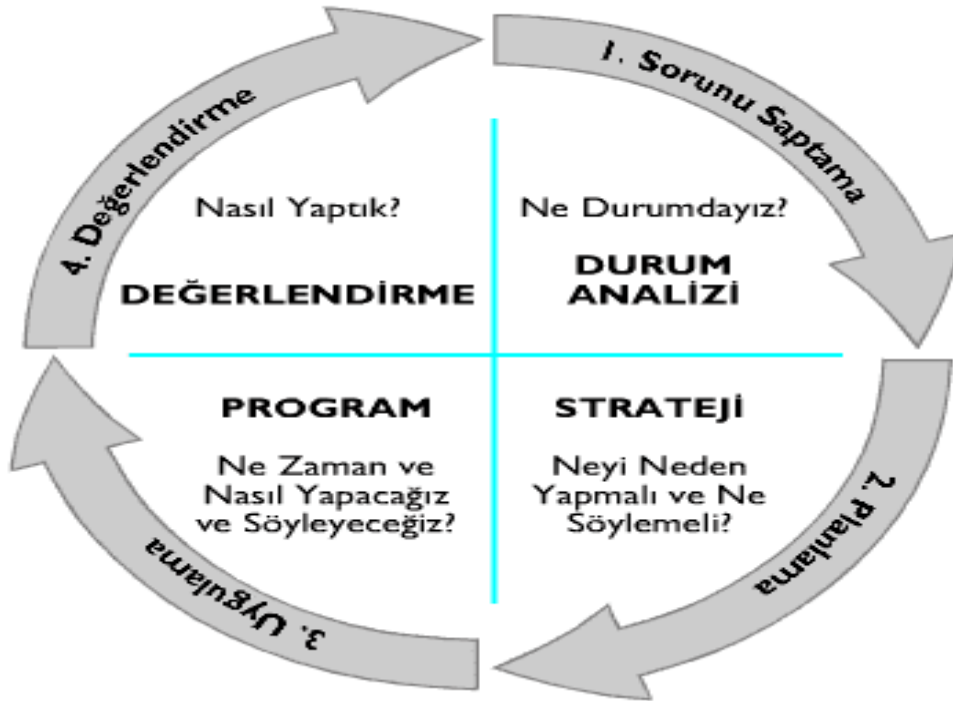 1. Sorunu Saptama
Ne Durumdayız?
DURUM
ANALİZİ
2. Planlama
STRATEJİ
Neyi Neden
Yapmalı ve Ne
Söylemeli?
3. Uygulama
PROGRAM
Ne Zaman ve
Nasıl Yapacağız
ve Söyleyeceğiz?
4. Değerlendirme
Nasıl Yaptık?
DEĞERLENDİRME